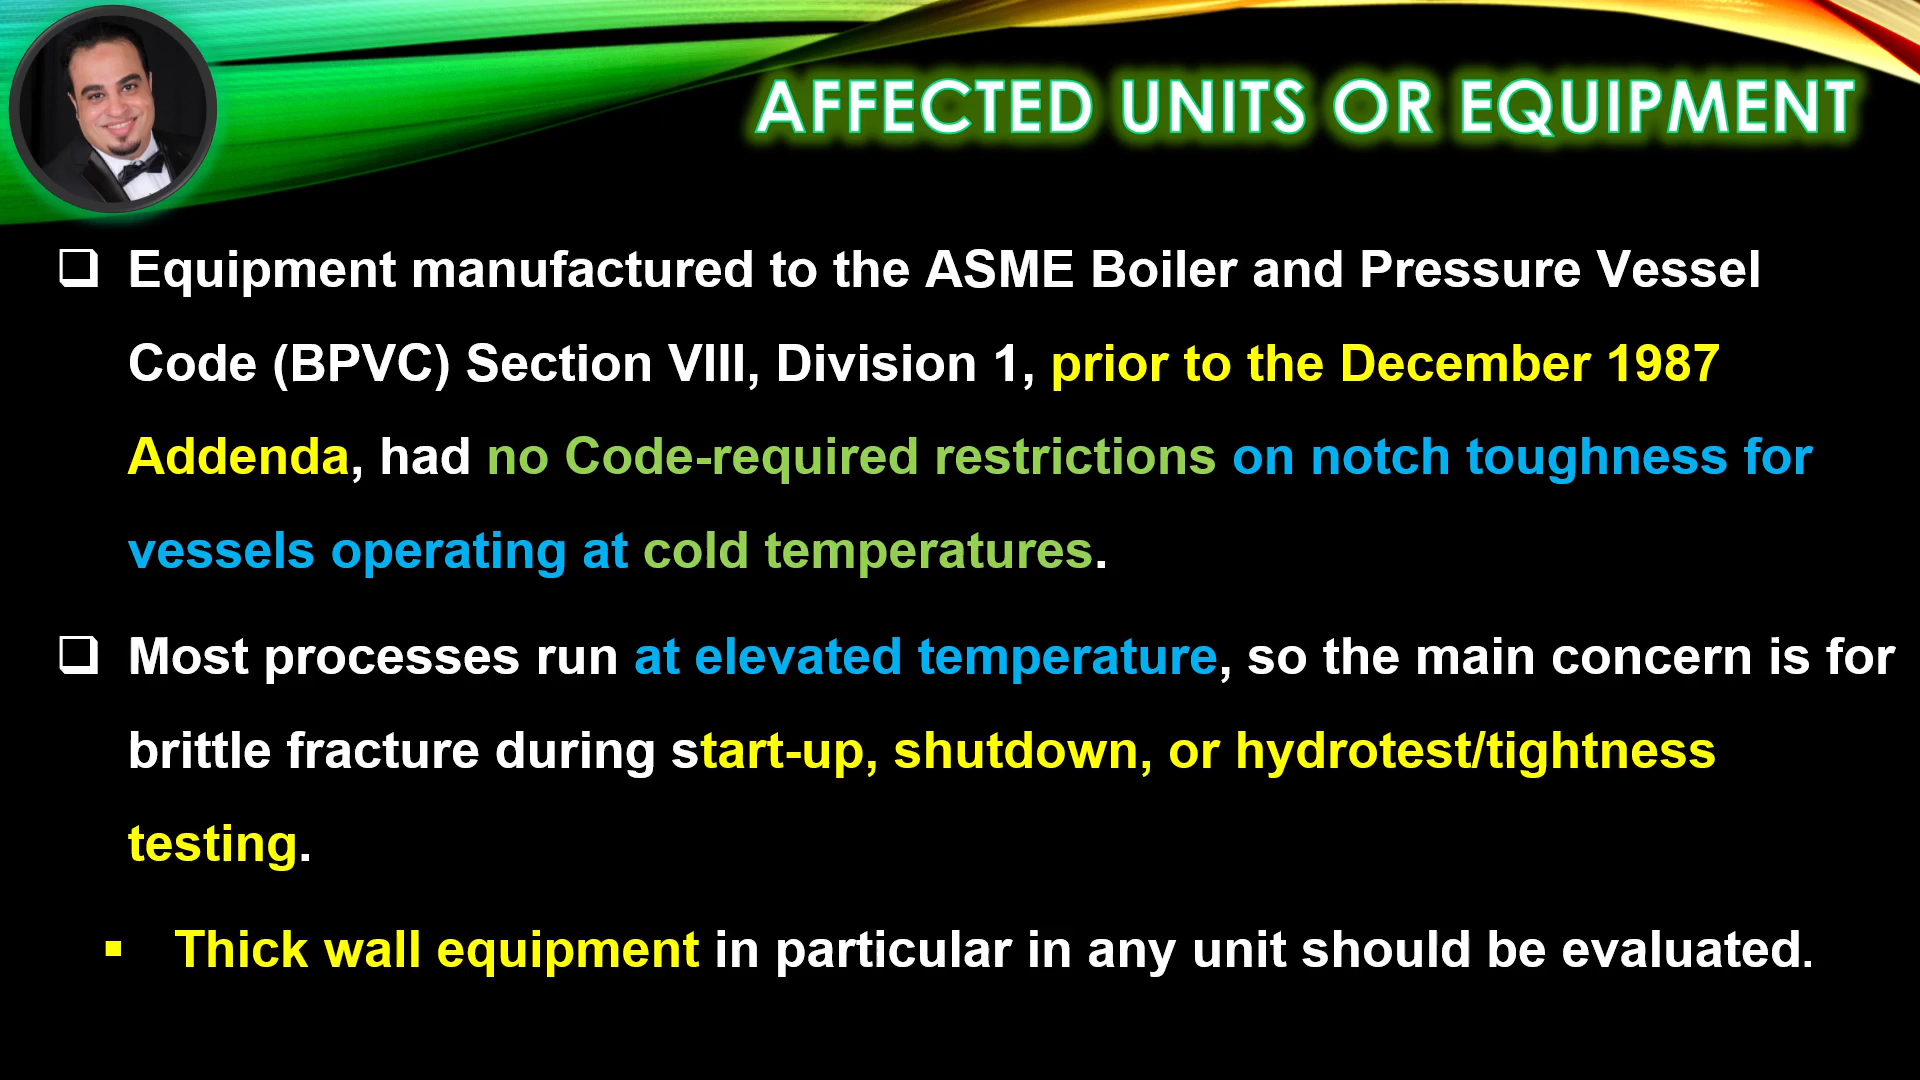 AFFECTED UNITS OR EQUIPMENT
❑ Equipment manufactured to the ASME Boiler and Pressure Vessel
Code (BPVC) Section VIII, Division 1, prior to the December 1987
Addenda, had no Code-required restrictions on notch toughness for
vessels operating at cold temperatures.
❑ Most processes run at elevated temperature, so the main concern is for
brittle fracture during start-up, shutdown, or hydrotest/tightness
testing.
▪ Thick wall equipment in particular in any unit should be evaluated.